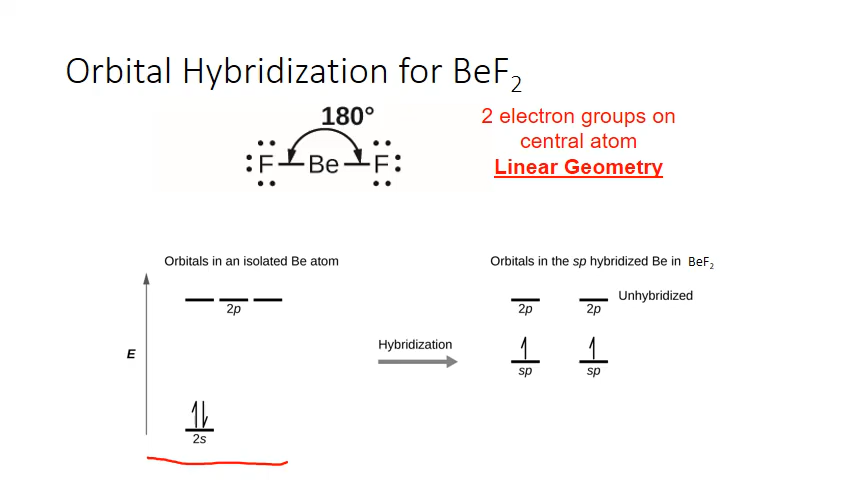 Orbital Hybridization for BeF₂
180°
2 electron groups on
central atom
Linear Geometry
:F—Be—F:
Orbitals in an isolated Be atom
Orbitals in the sp hybridized Be in BeF₂
2p
2p
2p
Unhybridized
E
Hybridization
sp
sp
2s